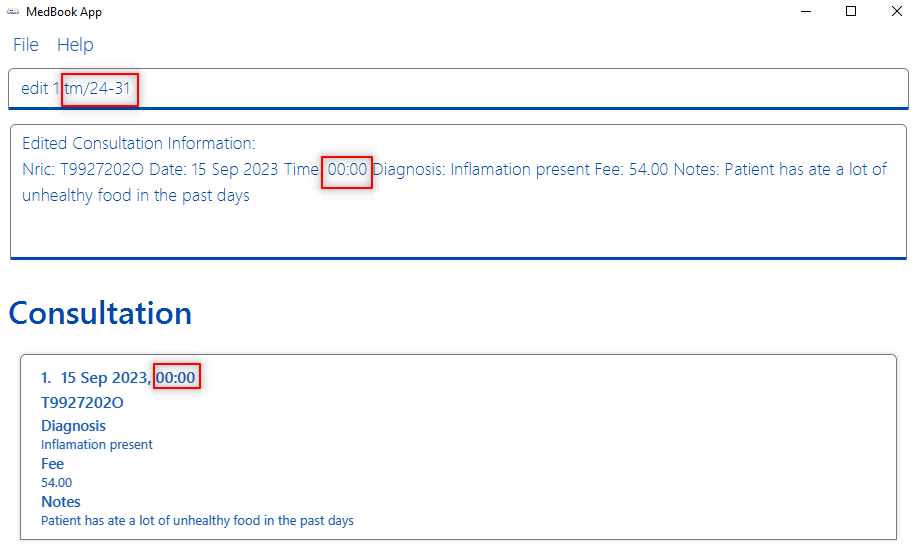 MedBook App
File Help
edit 1 tm/24-31
Edited Consultation Information:
Nric: T9927202O Date: 15 Sep 2023 Time: 00:00 Diagnosis: Inflamation present Fee: 54.00 Notes: Patient has ate a lot of
unhealthy food in the past days
Consultation
1. 15 Sep 2023, 00:00
T9927202O
Diagnosis
Inflamation present
Fee
54.00
Notes
Patient has ate a lot of unhealthy food in the past days